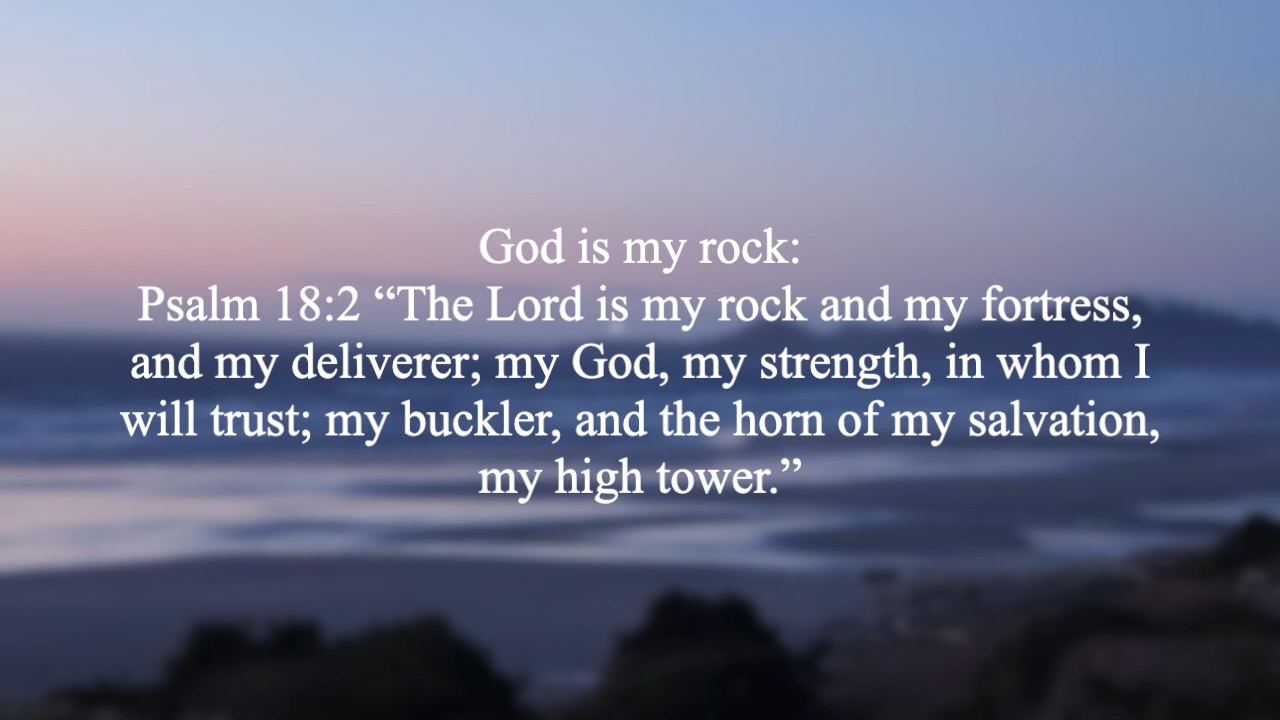 God is my rock:
Psalm 18:2 “The Lord is my rock and my fortress,
and my deliverer; my God, my strength, in whom I
will trust; my buckler, and the horn of my salvation,
my high tower.”